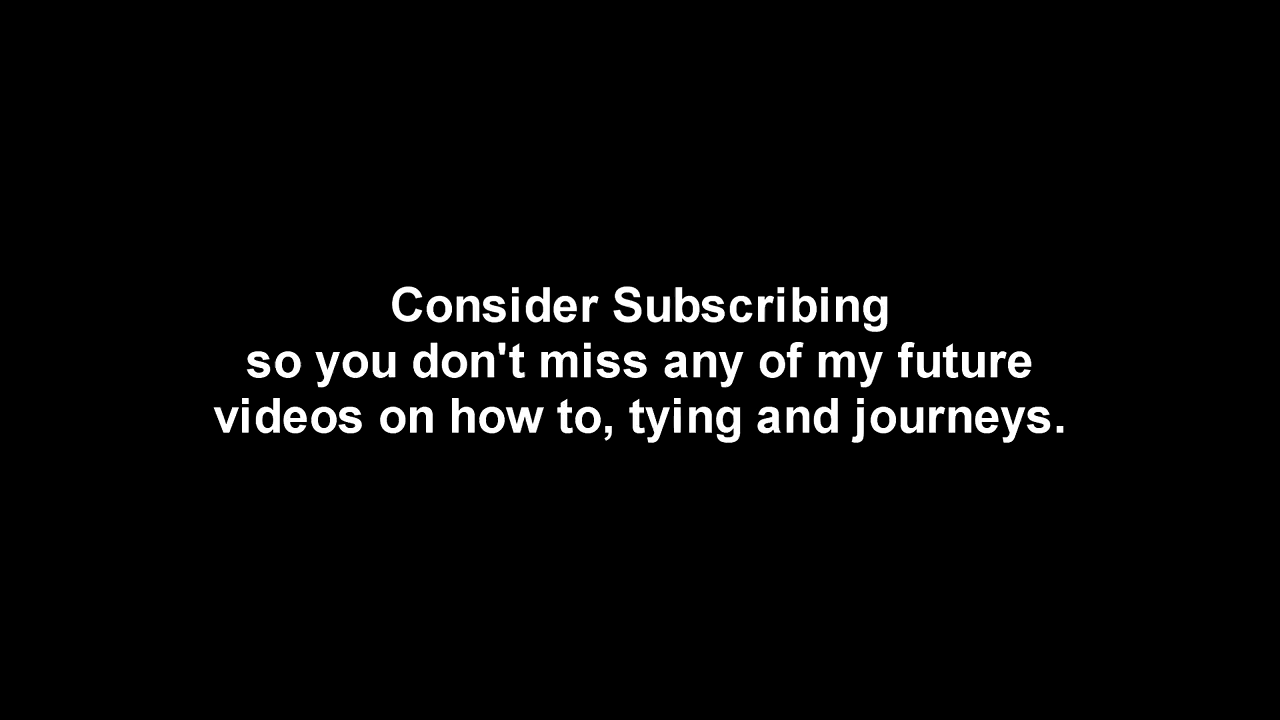 Consider Subscribing
so you don't miss any of my future
videos on how to, tying and journeys.